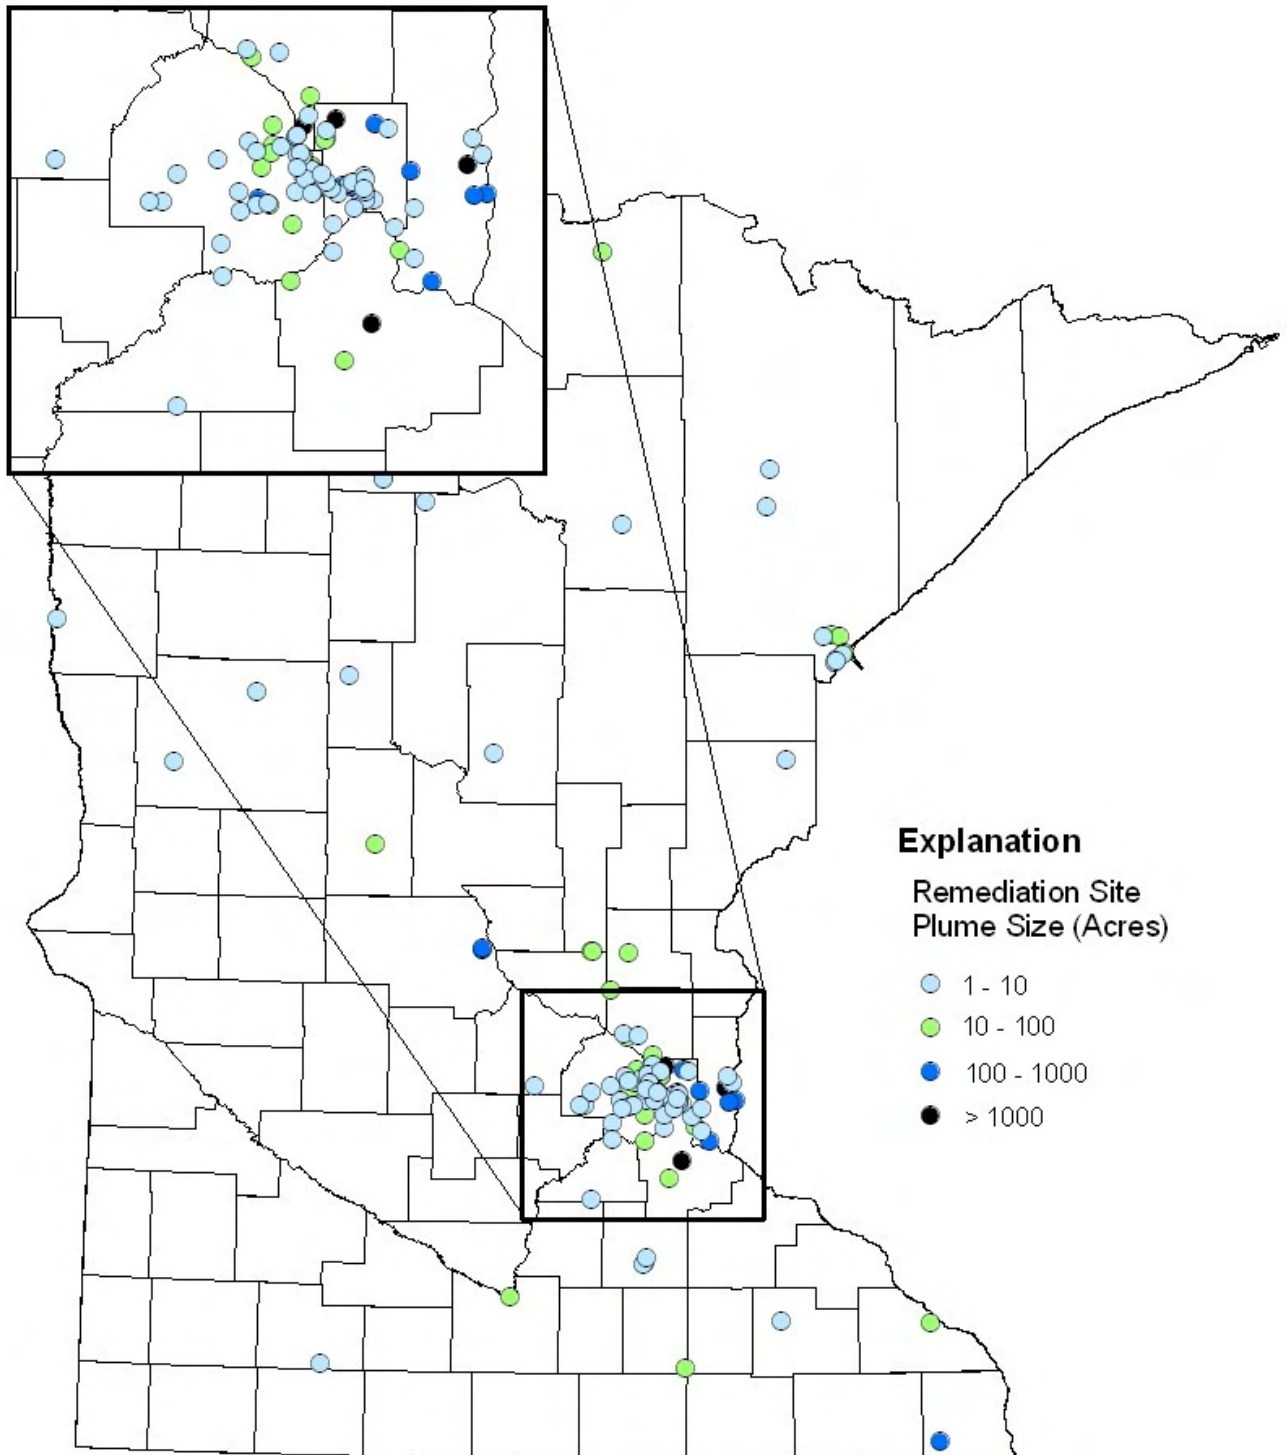 Explanation
Remediation Site
Plume Size (Acres)
1 - 10
10 - 100
100 - 1000
> 1000